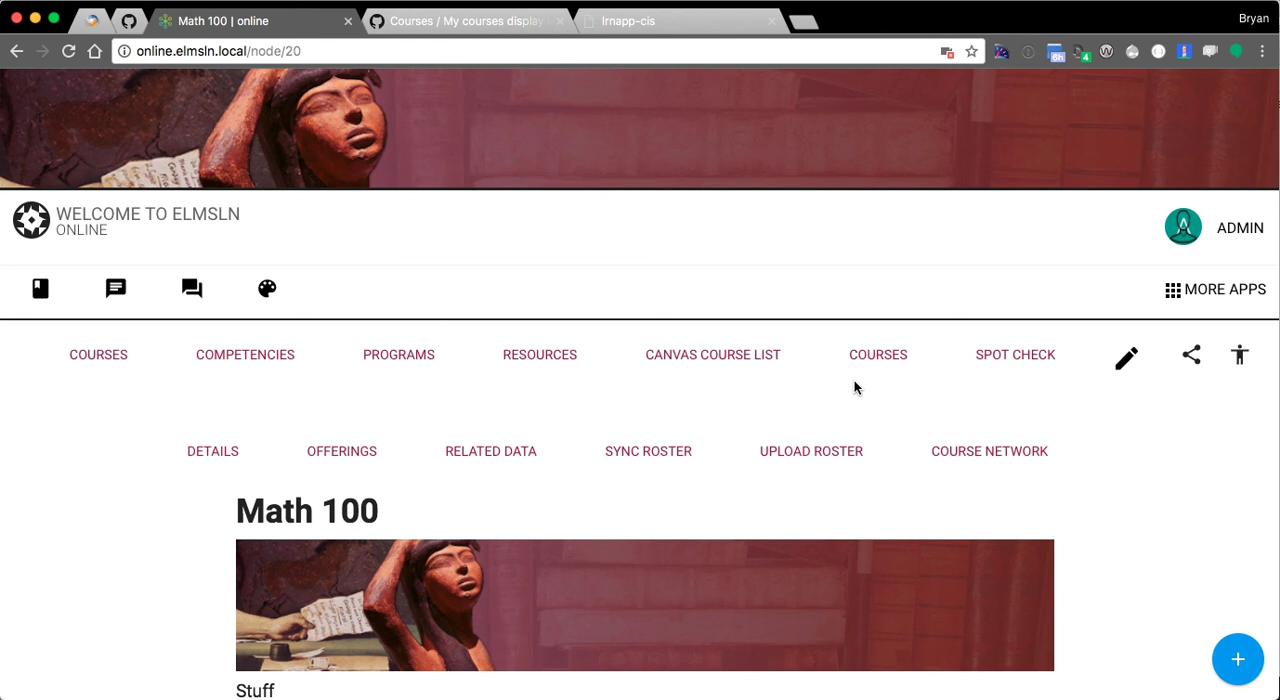 Bryan
Math 100 | online
Courses / My courses display
lrnapp-cis
online.elmsln.local/node/20
6h
4
WELCOME TO ELMSLN
ONLINE
ADMIN
MORE APPS
COURSES COMPETENCIES PROGRAMS RESOURCES CANVAS COURSE LIST COURSES SPOT CHECK
DETAILS OFFERINGS RELATED DATA SYNC ROSTER UPLOAD ROSTER COURSE NETWORK
Math 100
Stuff